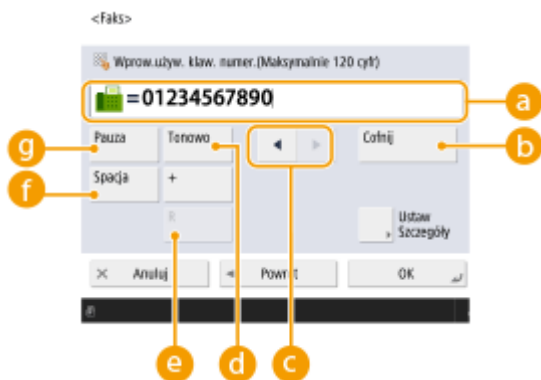 <Faks>
Wprow.używ. klaw. numer.(Maksymalnie 120 cyfr)
=01234567890
a
Pauza Tonowo Cofnij
g b
Spacja +
f
R Ustaw
Szczegóły
Anuluj Powrót OK
e d c